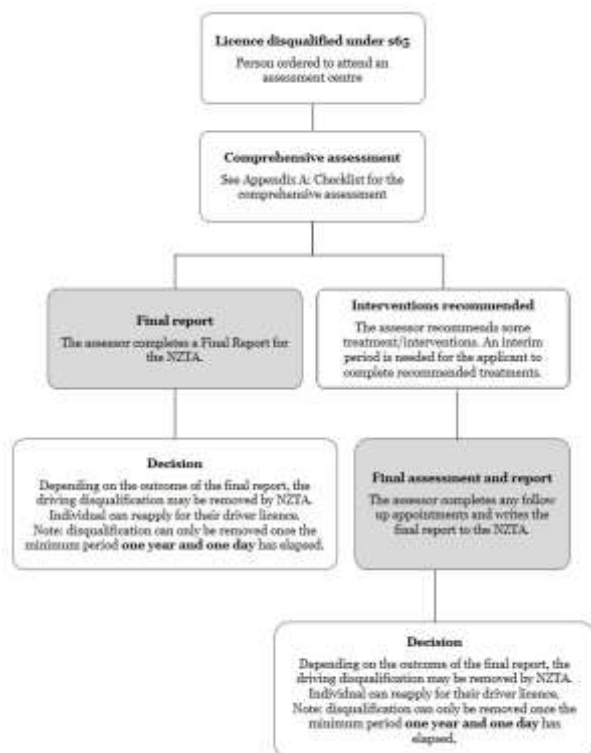 Licence disqualified under s65
Person ordered to attend an
assessment centre
Comprehensive assessment
See Appendix A: Checklist for the
comprehensive assessment
Final report
The assessor completes a Final Report for
the NZTA.
Interventions recommended
The assessor recommends some
treatment/interventions. An interim
period is needed for the applicant to
complete recommended treatments.
Decision
Depending on the outcome of the final report, the
driving disqualification may be removed by NZTA.
Individual can reapply for their driver licence.
Note: disqualification can only be removed once the
minimum period one year and one day has elapsed.
Final assessment and report
The assessor completes any follow
up appointments and writes the
final report to the NZTA.
Decision
Depending on the outcome of the final report, the
driving disqualification may be removed by NZTA.
Individual can reapply for their driver licence.
Note: disqualification can only be removed once the
minimum period one year and one day has
elapsed.